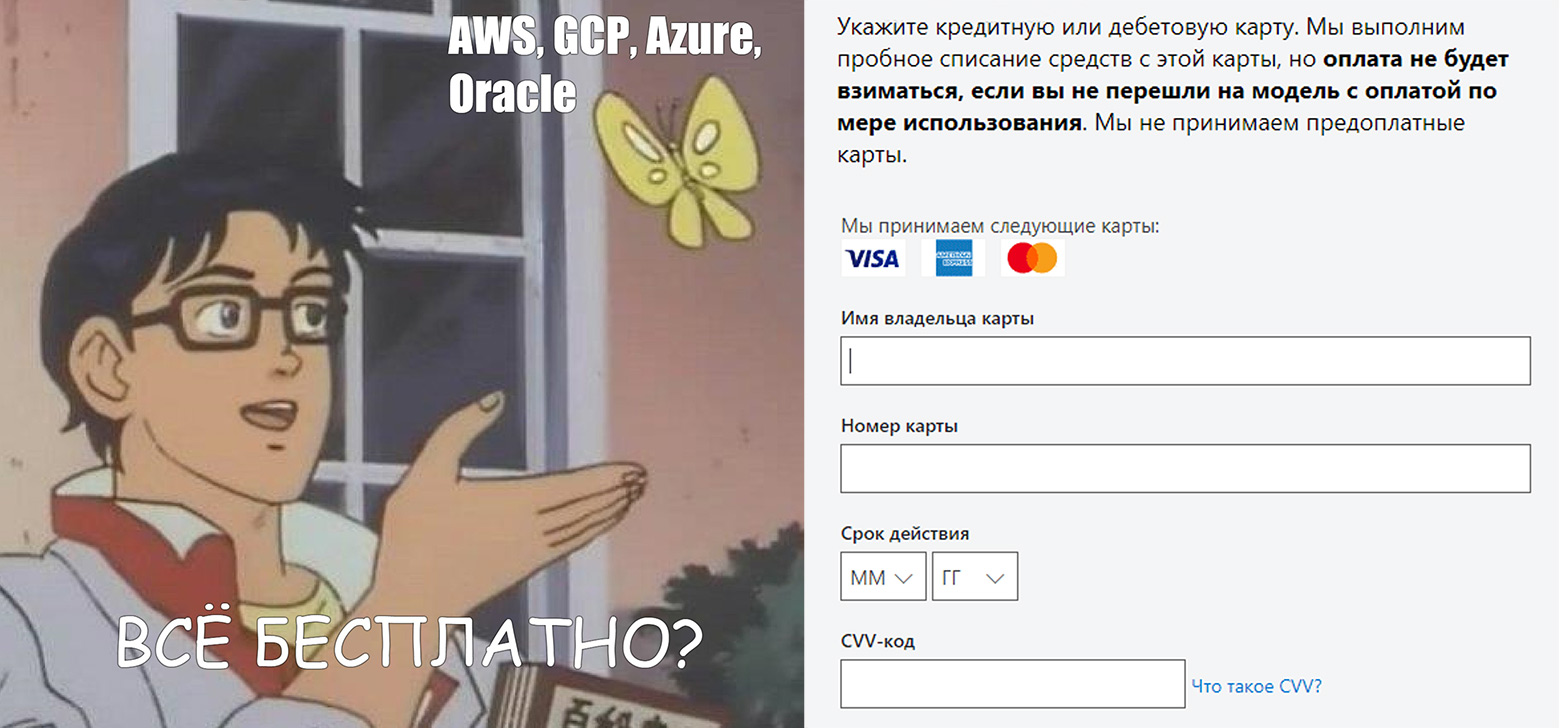 AWS, GCP, Azure,
Oracle
ВСЁ БЕСПЛАТНО?
Укажите кредитную или дебетовую карту. Мы выполним
пробное списание средств с этой карты, но оплата не будет
взиматься, если вы не перешли на модель с оплатой по
мере использования. Мы не принимаем предоплатные
карты.
Мы принимаем следующие карты:
VISA AMERICAN EXPRESS
Имя владельца карты
Номер карты
Срок действия
ММ ГГ
CVV-код
Что такое CVV?